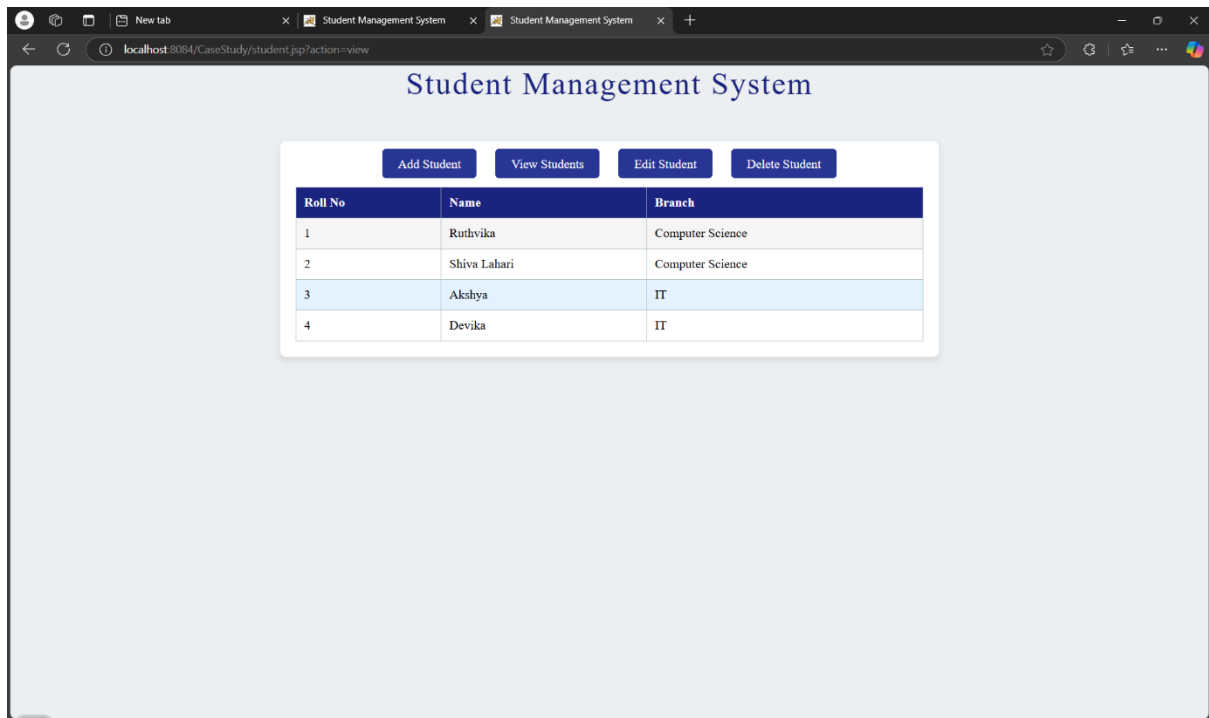 New tab
Student Management System
Student Management System
localhost:8084/CaseStudy/student.jsp?action=view
Student Management System
Add Student View Students Edit Student Delete Student
Roll No Name Branch
1 Ruthvika Computer Science
2 Shiva Lahari Computer Science
3 Akshya IT
4 Devika IT